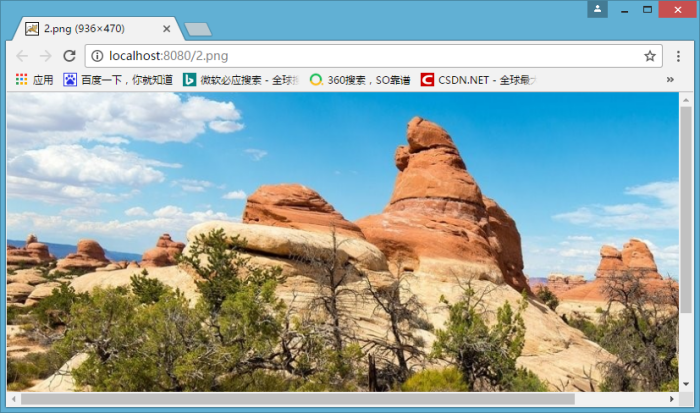 2.png (936×470)
localhost:8080/2.png
应用 百度一下，你就知道 微软必应搜索 - 全球 360搜索，SO靠谱 CSDN.NET - 全球最